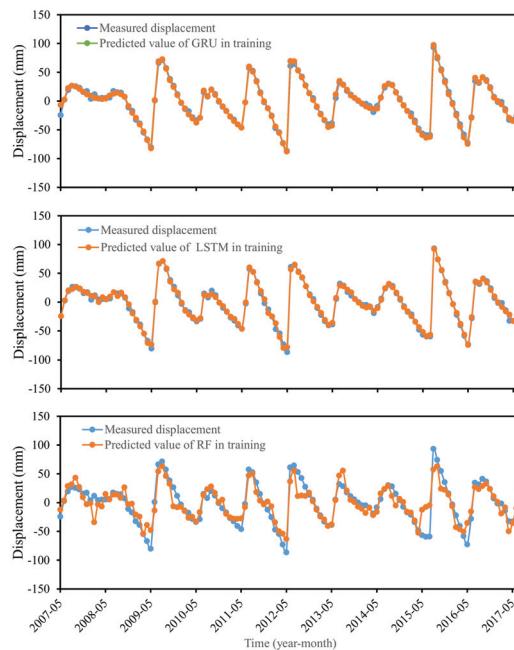 150
Measured displacement
100
Predicted value of GRU in training
50
0
-50
-100
-150
Displacement (mm)
150
Measured displacement
100
Predicted value of LSTM in training
50
0
-50
-100
-150
Displacement (mm)
150
Measured displacement
100
Predicted value of RF in training
50
0
-50
-100
-150
Displacement (mm)
2007-05 2008-05 2009-05 2010-05 2011-05 2012-05 2013-05 2014-05 2015-05 2016-05 2017-05
Time (year-month)